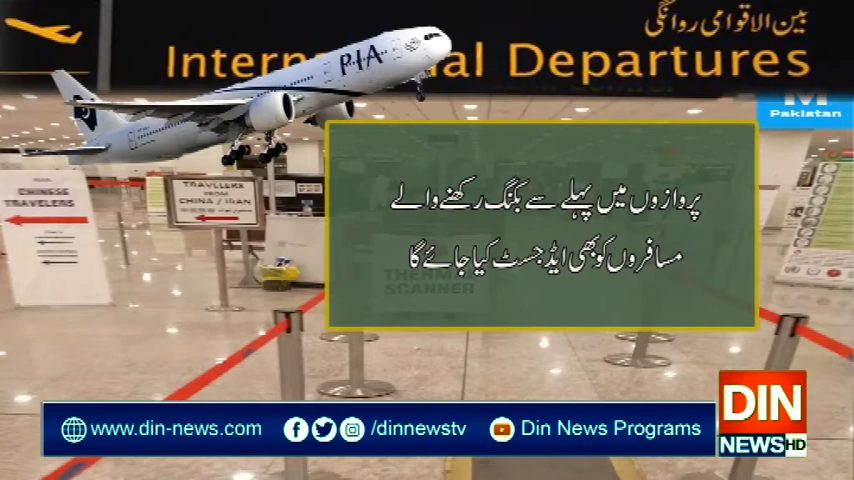 بین الاقوامی روانگی
International Departures
PIA
M
Pakistan
CHINESE
TRAVELERS
TRAVLLERS
FROM
CHINA / IRAN
پروازوں میں پہلے سے بکنگ رکھنے والے
مسافروں کو بھی ایڈجسٹ کیا جائے گا
THERMAL
SCANNER
DIN
NEWS HD
www.din-news.com
/dinnewstv
Din News Programs